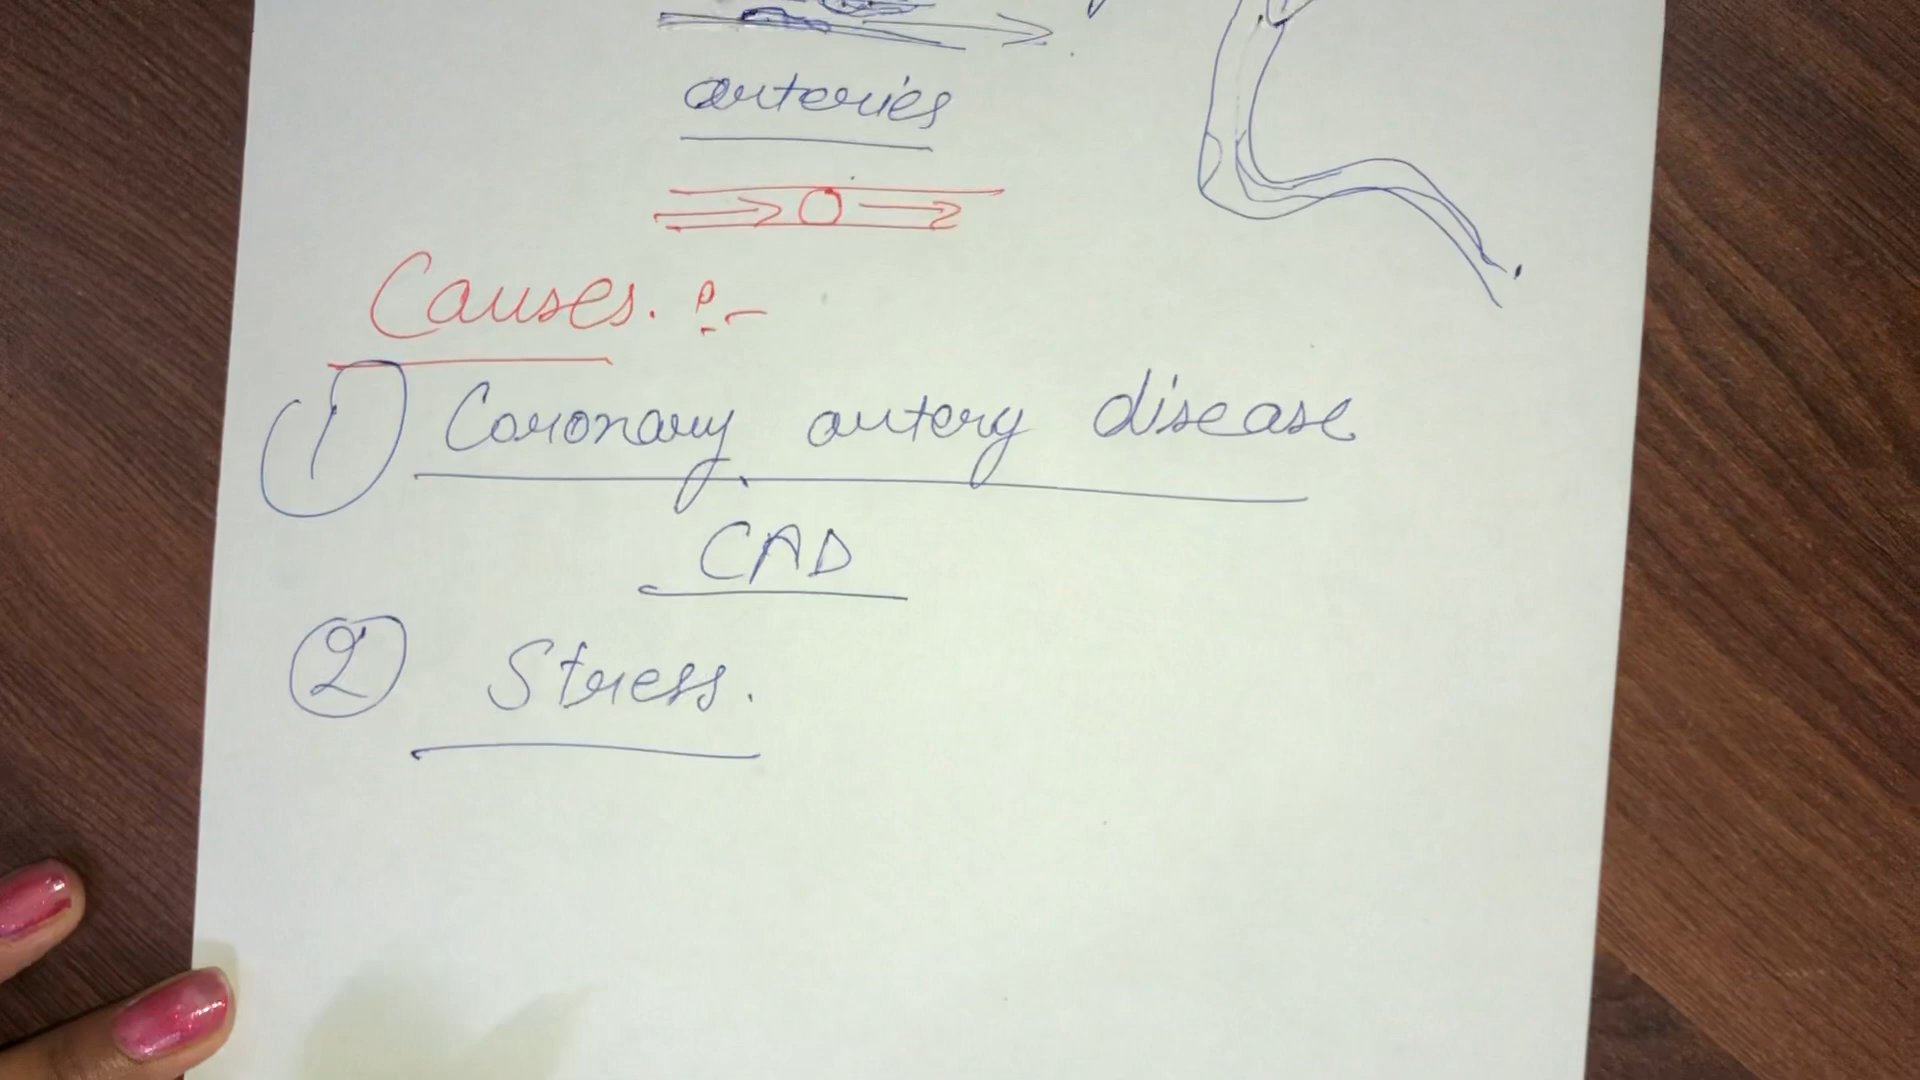 arteries
Causes. :-
① Coronary artery disease
CAD
② Stress.